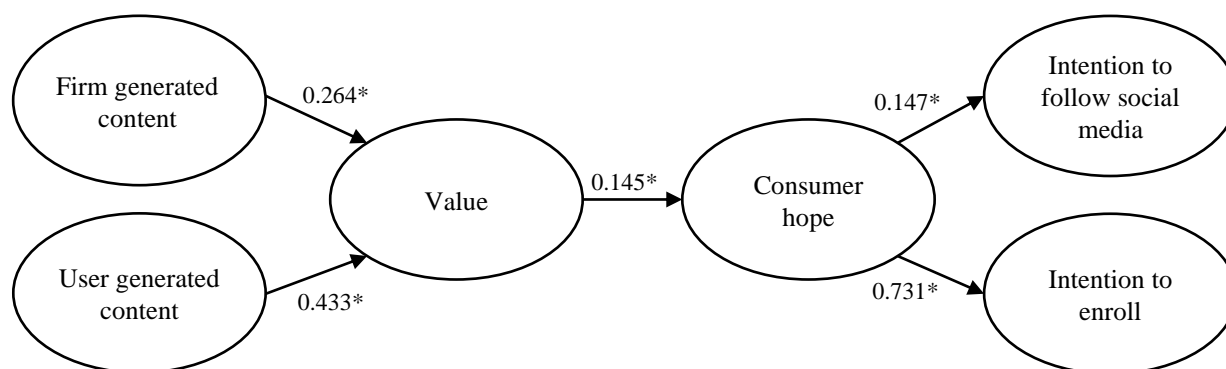 Firm generated
content
0.264*
User generated
content
0.433*
Value
0.145*
Consumer
hope
0.147*
Intention to
follow social
media
0.731*
Intention to
enroll